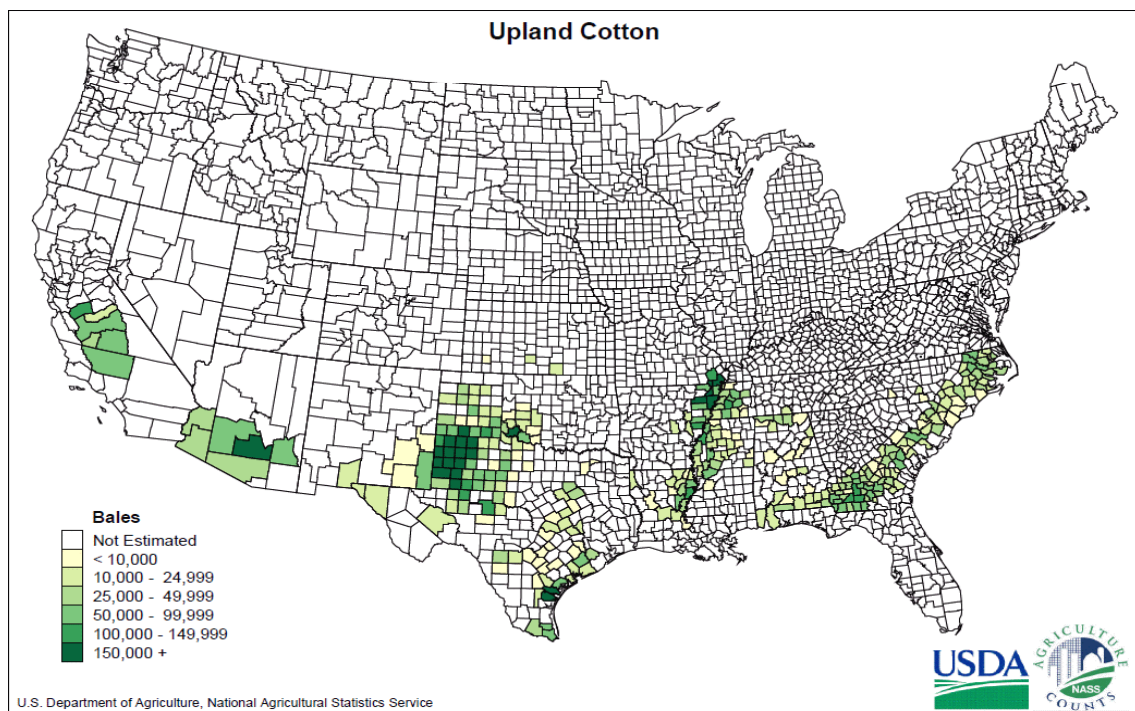 Upland Cotton
Bales
Not Estimated
< 10,000
10,000 - 24,999
25,000 - 49,999
50,000 - 99,999
100,000 - 149,999
150,000 +
U.S. Department of Agriculture, National Agricultural Statistics Service
USDA
AGRICULTURE
NASS
COUNTS